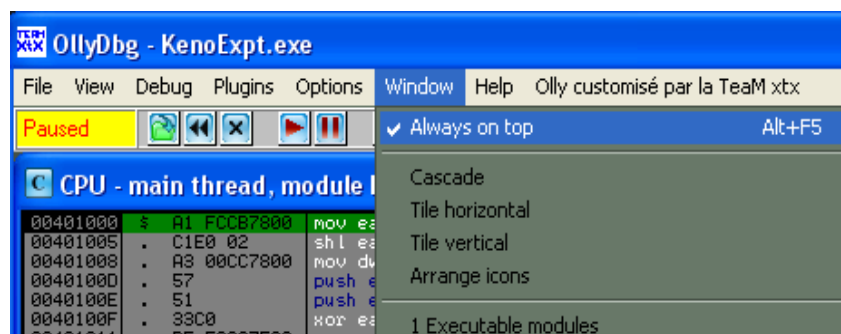 TEAM
XtX OllyDbg - KenoExpt.exe
File View Debug Plugins Options Window Help Olly customisé par la TeaM xtx
Paused
✓ Always on top Alt+F5
C CPU - main thread, module
Cascade
Tile horizontal
Tile vertical
Arrange icons
1 Executable modules
00401000 $ A1 FCCB7800 mov ea
00401005 . C1E0 02 shl ea
00401008 . A3 00CC7800 mov dw
0040100D . 57 push e
0040100E . 51 push e
0040100F . 33C0 xor ea